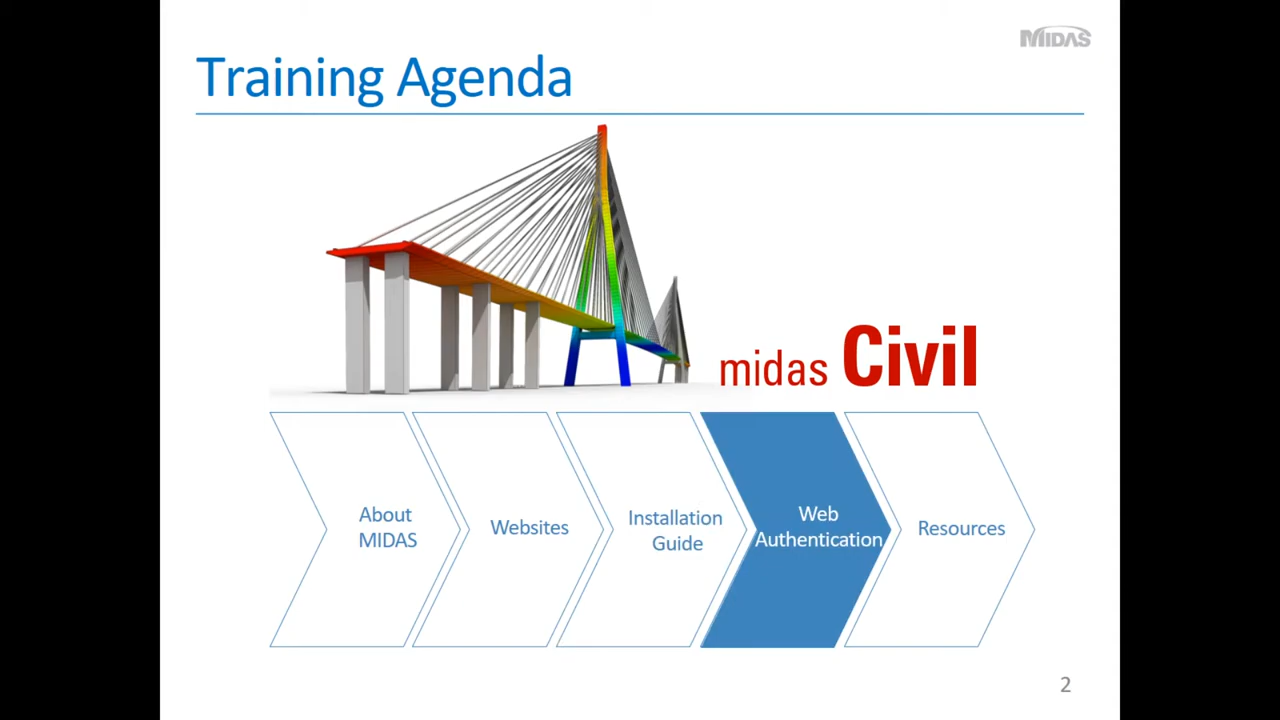 MIDAS
Training Agenda
midas Civil
About
MIDAS
Websites
Installation
Guide
Web
Authentication
Resources
2